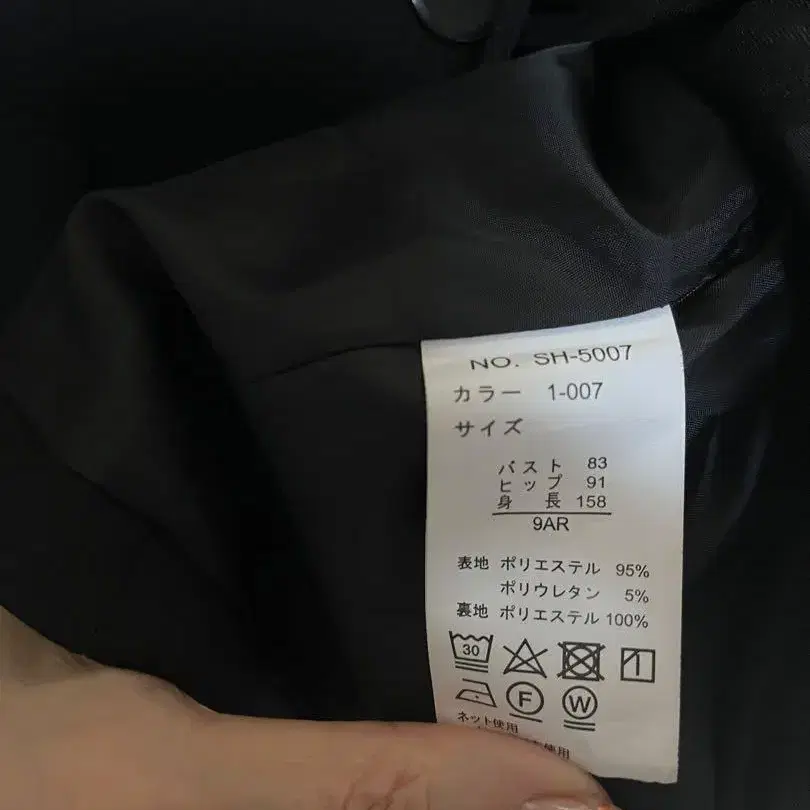 NO. SH-5007
カラー 1-007
サイズ
バスト 83
ヒップ 91
身長 158
9AR
表地 ポリエステル 95%
ポリウレタン 5%
裏地 ポリエステル 100%
30
F W
ネット使用
使用